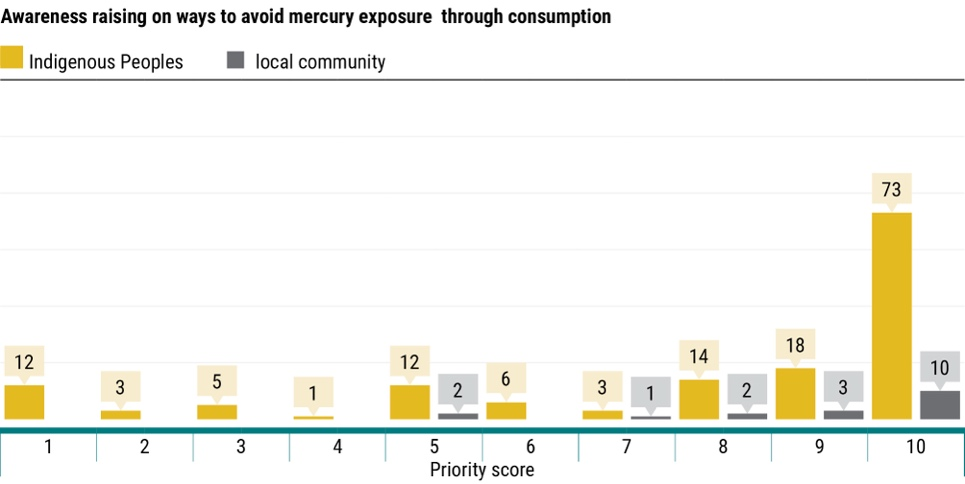 Awareness raising on ways to avoid mercury exposure through consumption
Indigenous Peoples local community
73
18
14
12 12 10
5 6
3 1 2 3 1 2 3
1 2 3 4 5 6 7 8 9 10
Priority score